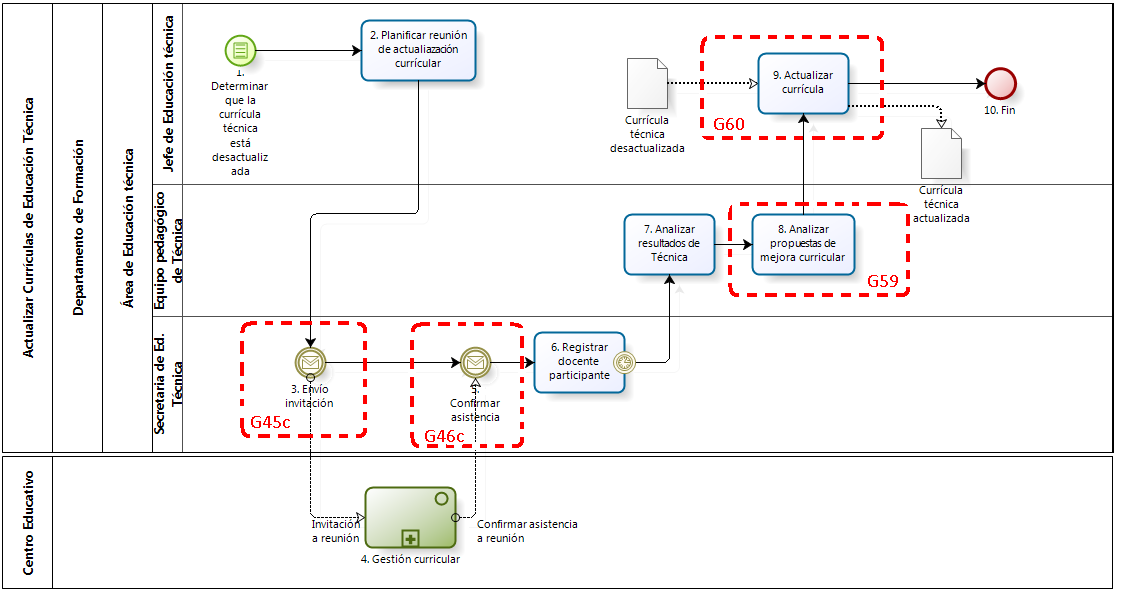 Actualizar Currículas de Educación Técnica
Departamento de Formación
Área de Educación técnica
Jefe de Educación técnica
1.
Determinar
que la
currícula
técnica
está
desactualiz
ada
2. Planificar reunión
de actualiazación
currícular
Currícula
técnica
desactualizada
9. Actualizar
currícula
G60
10. Fin
Currícula
técnica
actualizada
Equipo pedagógico
de Técnica
7. Analizar
resultados de
Técnica
8. Analizar
propuestas de
mejora curricular
G59
Secretaria de Ed.
Técnica
3. Envío
invitación
G45c
5.
Confirmar
asistencia
G46c
6. Registrar
docente
participante
Centro Educativo
Invitación
a reunión
4. Gestión curricular
Confirmar asistencia
a reunión